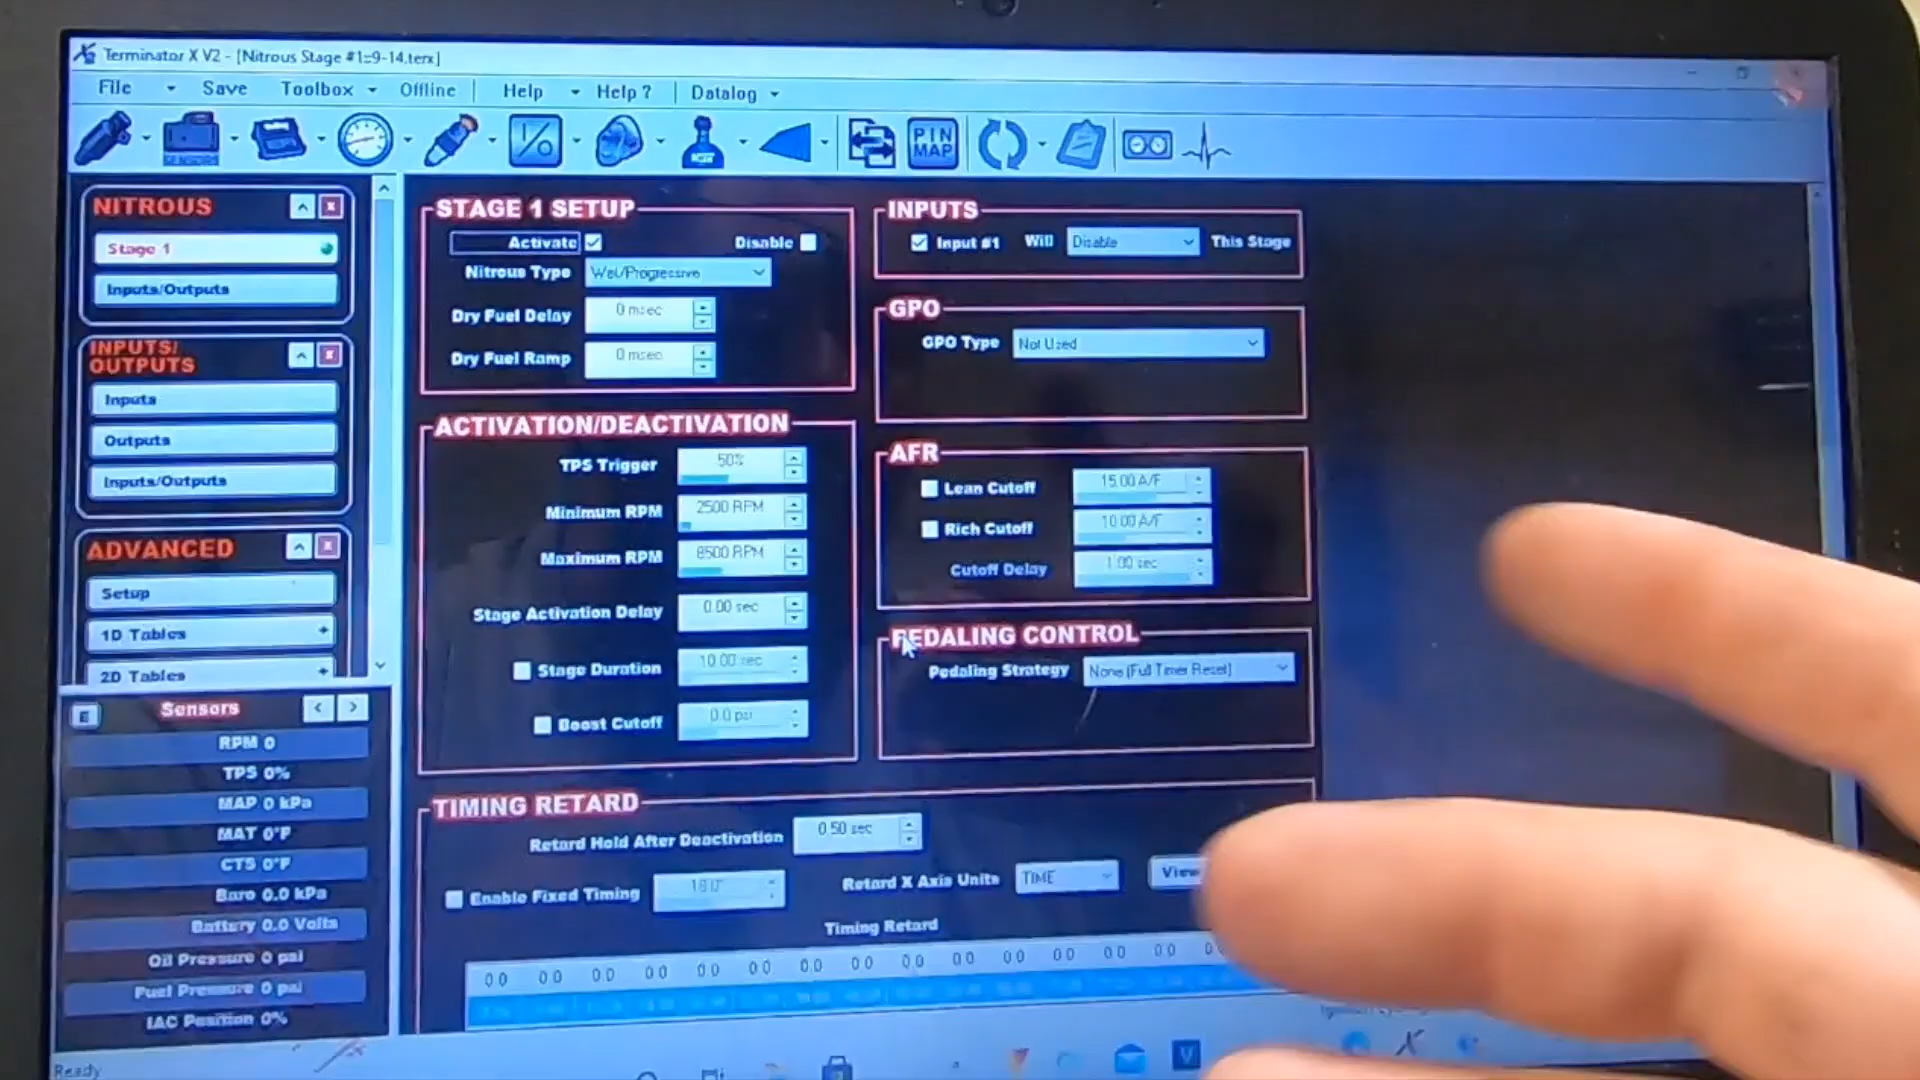 Terminator X V2 - [Nitrous Stage #1::9-14.terx]
File Save Toolbox Offline Help Help ? Datalog
SENSORS
I/O
PIN MAP
NITROUS
Stage 1
Inputs/Outputs
INPUTS/
OUTPUTS
Inputs
Outputs
Inputs/Outputs
ADVANCED
Setup
1D Tables +
2D Tables +
E Sensors < >
RPM 0
TPS 0%
MAP 0 kPa
MAT 0°F
CTS 0°F
Baro 0.0 kPa
Battery 0.0 Volts
Oil Pressure 0 psi
Fuel Pressure 0 psi
IAC Position 0%
Ready
STAGE 1 SETUP
Activate Disable
Nitrous Type Wet/Progressive
Dry Fuel Delay 0 msec
Dry Fuel Ramp 0 msec
ACTIVATION/DEACTIVATION
TPS Trigger 50%
Minimum RPM 2500 RPM
Maximum RPM 8500 RPM
Stage Activation Delay 0.00 sec
Stage Duration 10.00 sec
Boost Cutoff 0.0 psi
INPUTS
Input #1 Will Disable This Stage
GPO
GPO Type Not Used
AFR
Lean Cutoff 15.00 A/F
Rich Cutoff 10.00 A/F
Cutoff Delay 1.00 sec
PEDALING CONTROL
Pedaling Strategy None (Full Timer Reset)
TIMING RETARD
Retard Hold After Deactivation 0.50 sec
Enable Fixed Timing 18.0° Retard X Axis Units TIME View
Timing Retard
0.0 0.0 0.0 0.0 0.0 0.0 0.0 0.0 0.0 0.0 0.0 0.0 0.0 0.0